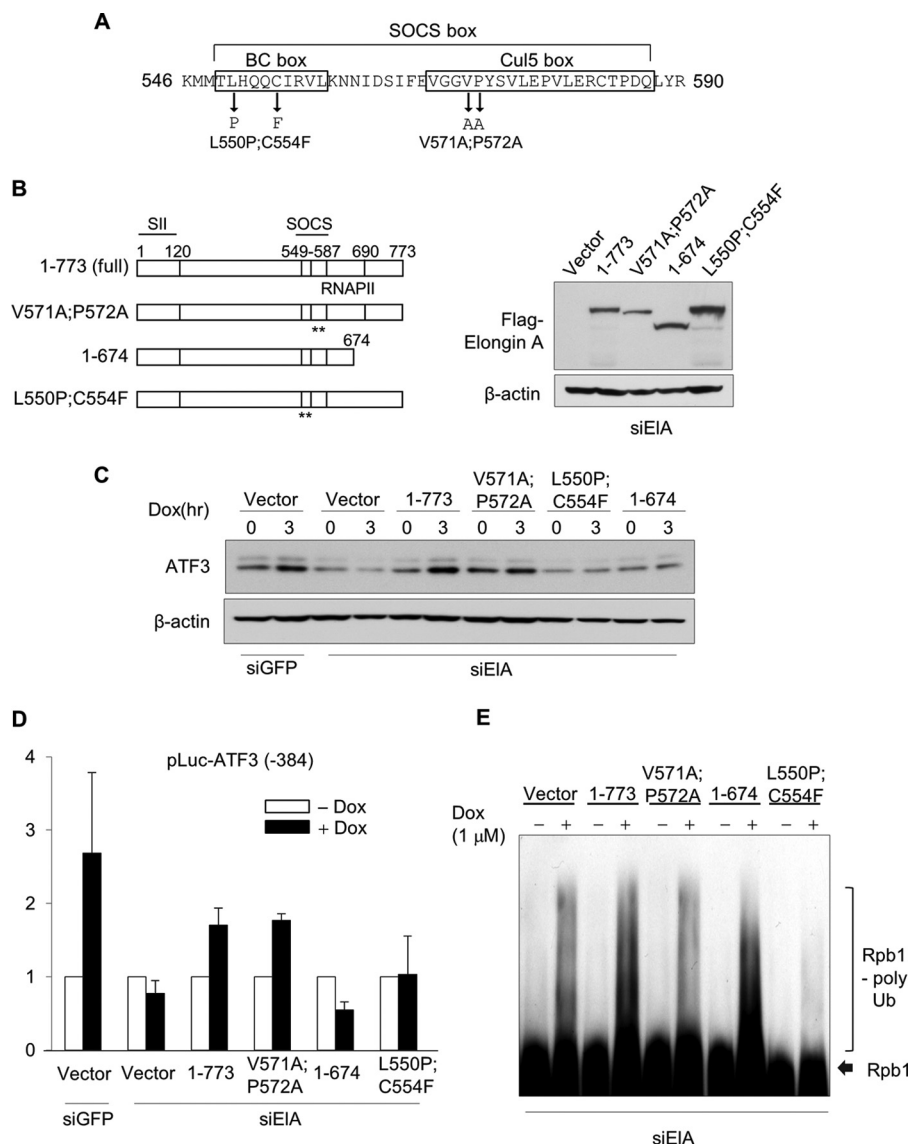 A
SOCS box
BC box
Cul5 box
546 KMMTLHQQCIRVLKNNIDSIFEVGGVPYSVLEPVLERCTPDQLYR 590
P F AA
L550P;C554F V571A;P572A
B
SII SOCS
1 120 549-587 690 773
1-773 (full)
RNAPII
V571A;P572A
**
674
1-674
L550P;C554F
**
Vector 1-773 V571A;P572A 1-674 L550P;C554F
Flag-
Elongin A
β-actin
siElA
C
Vector Vector 1-773 V571A;
P572A L550P;
C554F 1-674
Dox(hr) 0 3 0 3 0 3 0 3 0 3 0 3
ATF3
β-actin
siGFP siElA
D
pLuc-ATF3 (-384)
− Dox
+ Dox
4
3
2
1
0
Vector Vector 1-773 V571A;
P572A 1-674 L550P;
C554F
siGFP siElA
E
Vector 1-773 V571A;
P572A 1-674 L550P;
C554F
Dox
(1 μM)
− + − + − + − + − +
Rpb1
- poly
Ub
Rpb1
siElA